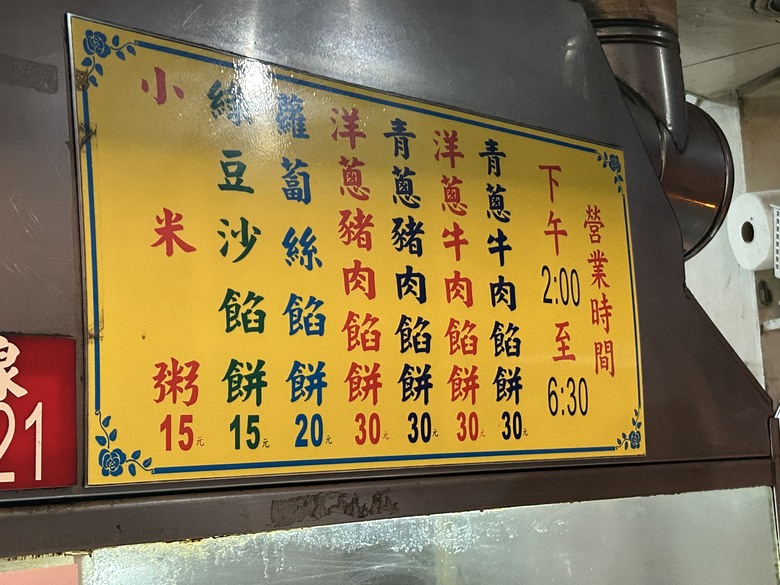 營業時間
下午2:00至6:30
青蔥牛肉餡餅30元
洋蔥牛肉餡餅30元
青蔥豬肉餡餅30元
洋蔥豬肉餡餅30元
蘿蔔絲餡餅20元
綠豆沙餡餅15元
小米粥15元
線
21